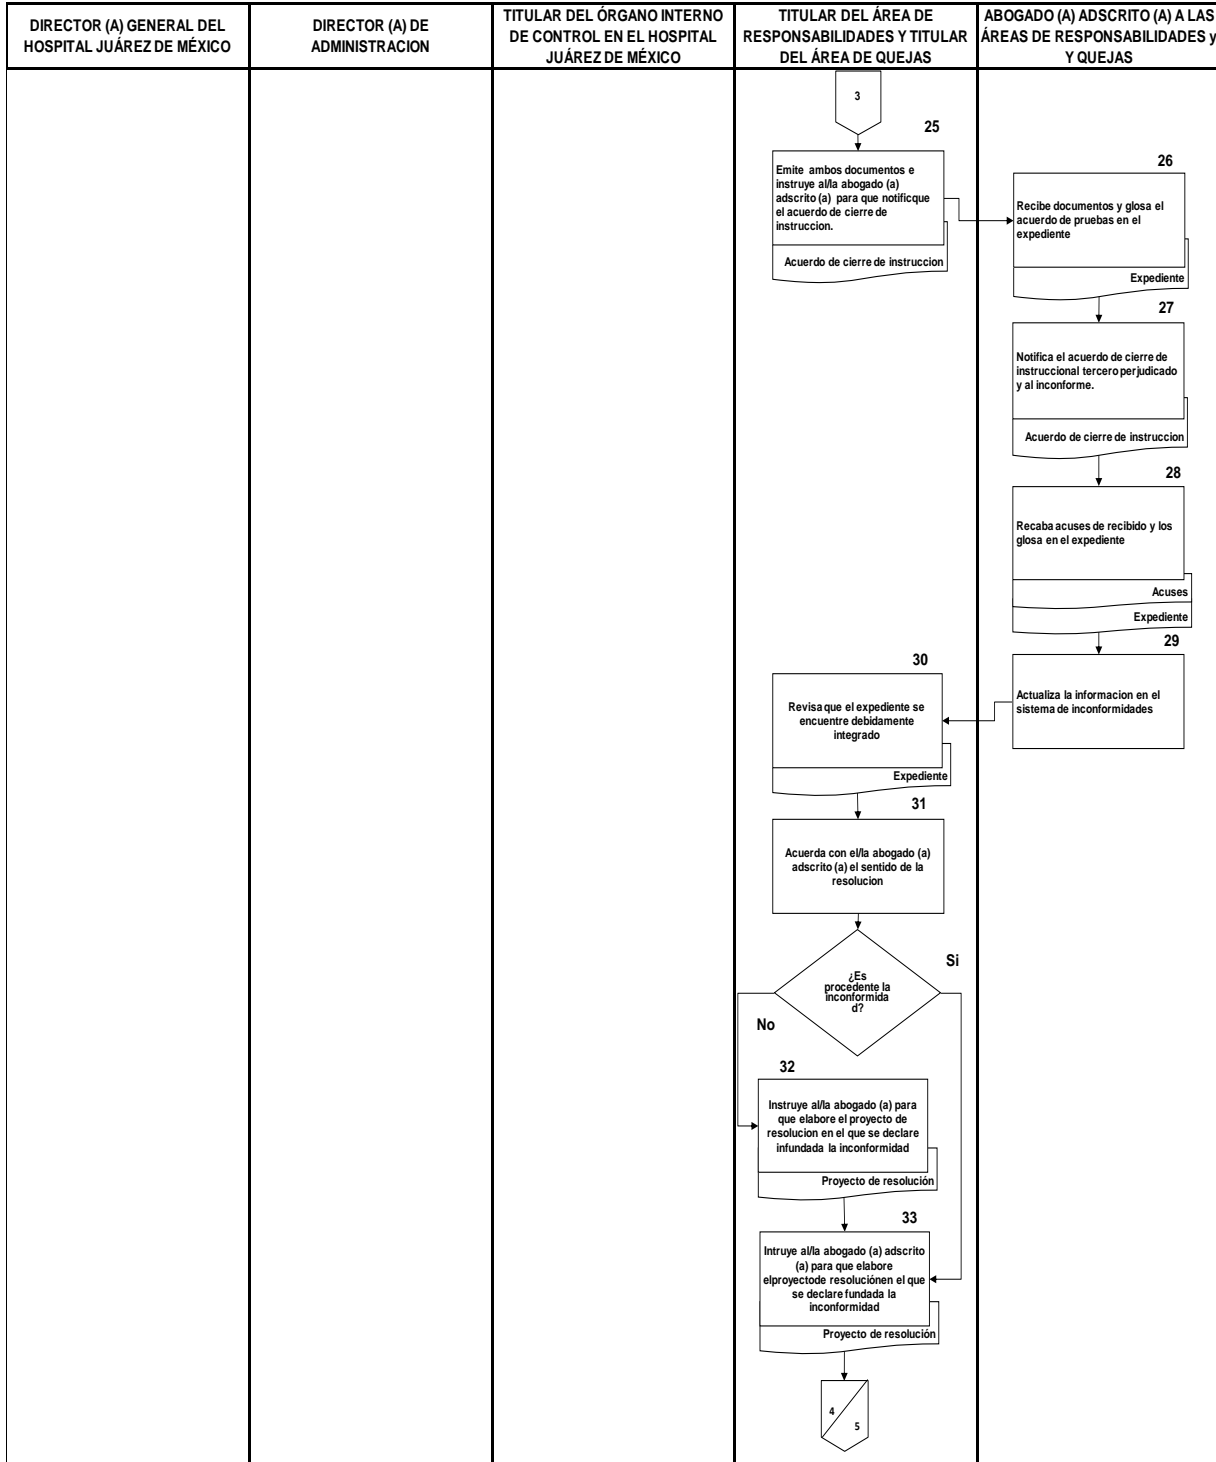 DIRECTOR (A) GENERAL DEL
HOSPITAL JUÁREZ DE MÉXICO
DIRECTOR (A) DE
ADMINISTRACION
TITULAR DEL ÓRGANO INTERNO
DE CONTROL EN EL HOSPITAL
JUÁREZ DE MÉXICO
TITULAR DEL ÁREA DE
RESPONSABILIDADES Y TITULAR
DEL ÁREA DE QUEJAS
ABOGADO (A) ADSCRITO (A) A LAS
ÁREAS DE RESPONSABILIDADES y
Y QUEJAS
3
25
Emite ambos documentos e
instruye al/la abogado (a)
adscrito (a) para que notificque
el acuerdo de cierre de
instruccion.
Acuerdo de cierre de instruccion
26
Recibe documentos y glosa el
acuerdo de pruebas en el
expediente
Expediente
27
Notifica el acuerdo de cierre de
instruccional tercero perjudicado
y al inconforme.
Acuerdo de cierre de instruccion
28
Recaba acuses de recibido y los
glosa en el expediente
Acuses
Expediente
29
Actualiza la informacion en el
sistema de inconformidades
30
Revisa que el expediente se
encuentre debidamente
integrado
Expediente
31
Acuerda con el/la abogado (a)
adscrito (a) el sentido de la
resolucion
¿Es
procedente la
inconformida
d?
Si
No
32
Instruye al/la abogado (a) para
que elabore el proyecto de
resolucion en el que se declare
infundada la inconformidad
Proyecto de resolución
33
Intruye al/la abogado (a) adscrito
(a) para que elabore
elproyectode resoluciónen el que
se declare fundada la
inconformidad
Proyecto de resolución
4
5